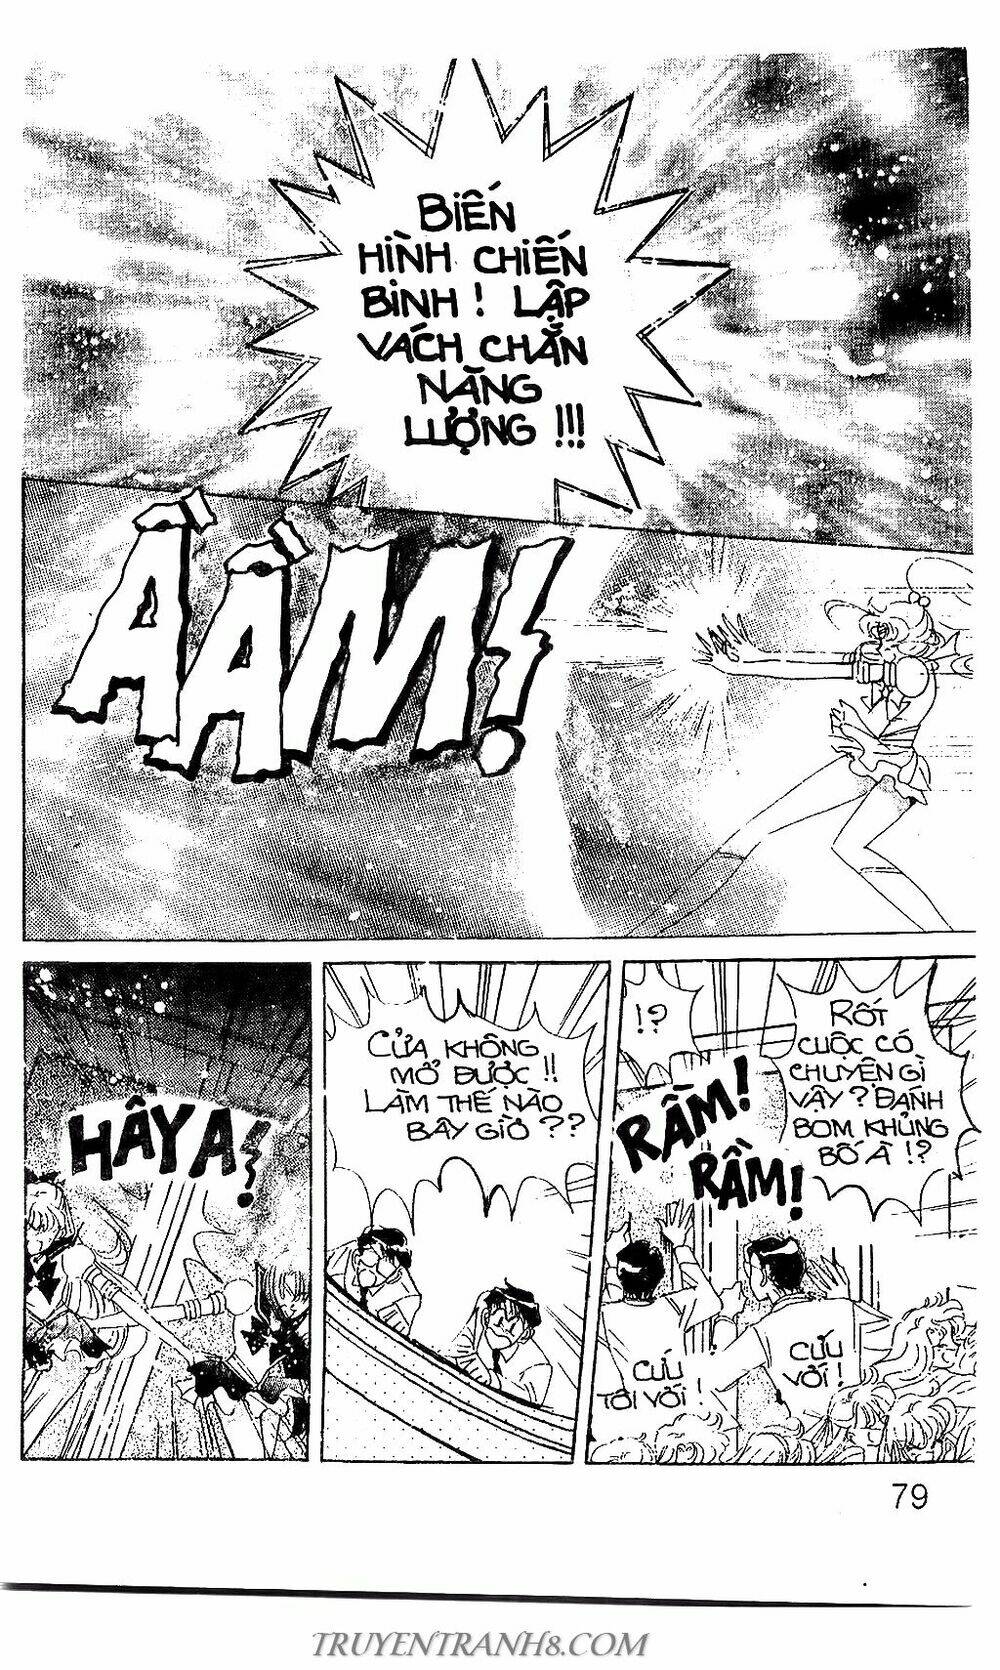 BIẾN
HÌNH CHIẾN
BINH! LẬP
VÁCH CHẮN
NĂNG
LƯỢNG!!!
ẦẦM!
HÂYA!
CỬA KHÔNG
MỞ ĐƯỢC!!
LÀM THẾ NÀO
BÂY GIỜ??
!?
RẦM!
RẦM!
RỐT
CUỘC CÓ
CHUYỆN GÌ
VẬY? ĐÁNH
BOM KHỦNG
BỐ À!?
CỨU
TÔI VỚI!
CỨU
VỚI!
79
TRUYENTRANH8.COM